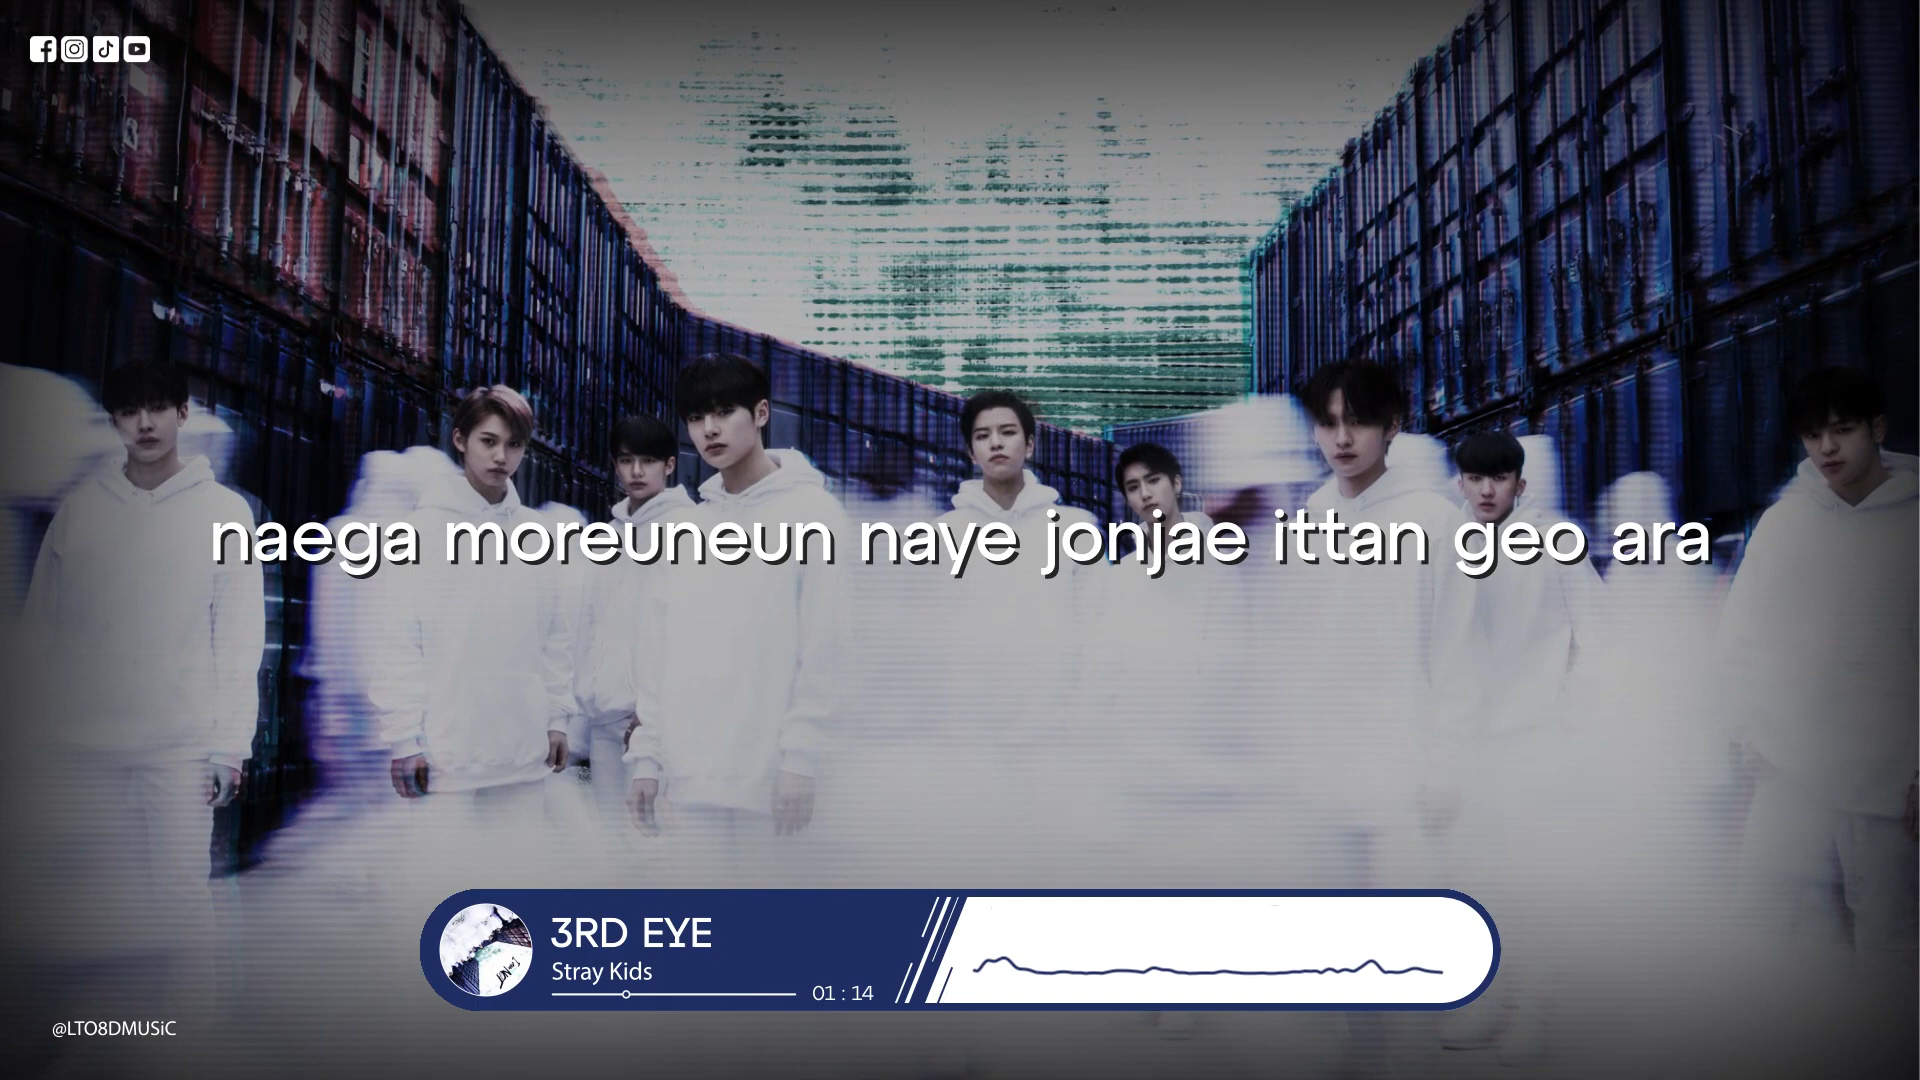 naega moreuneun naye jonjae ittan geo ara
3RD EYE
Stray Kids
01 : 14
@LTO8DMUSiC